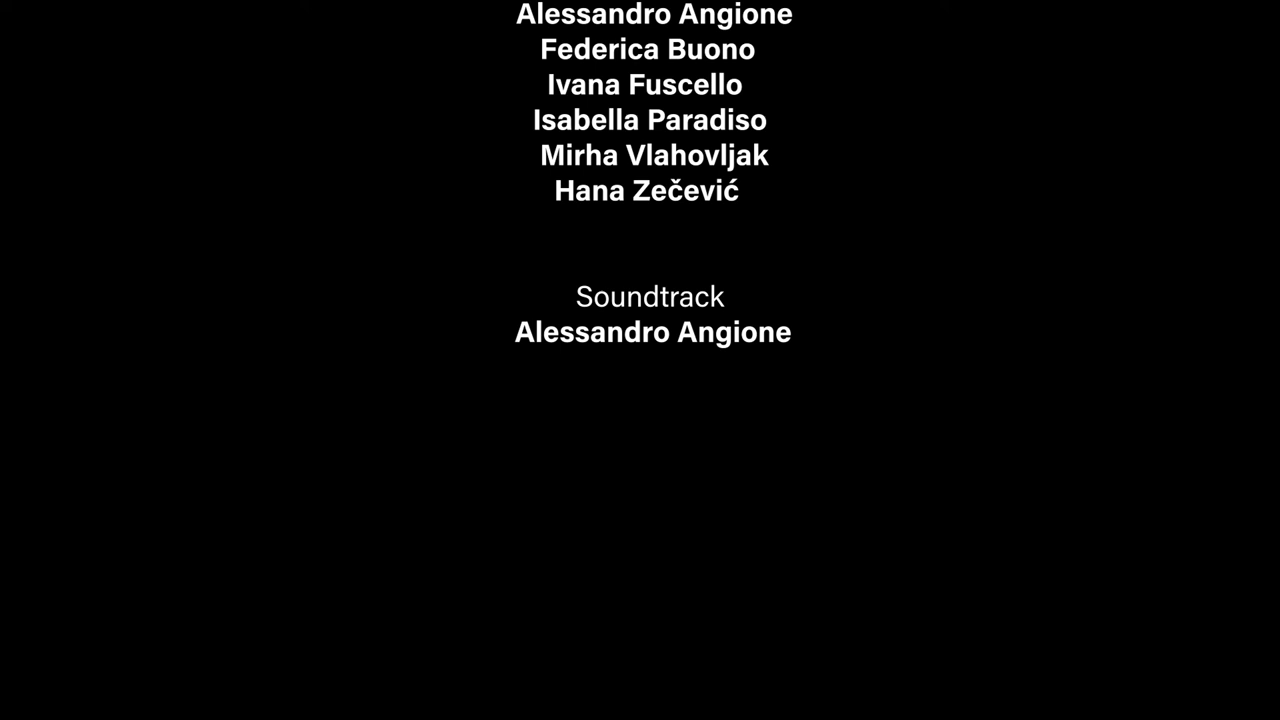 Alessandro Angione
Federica Buono
Ivana Fuscello
Isabella Paradiso
Mirha Vlahovljak
Hana Zečević
Soundtrack
Alessandro Angione